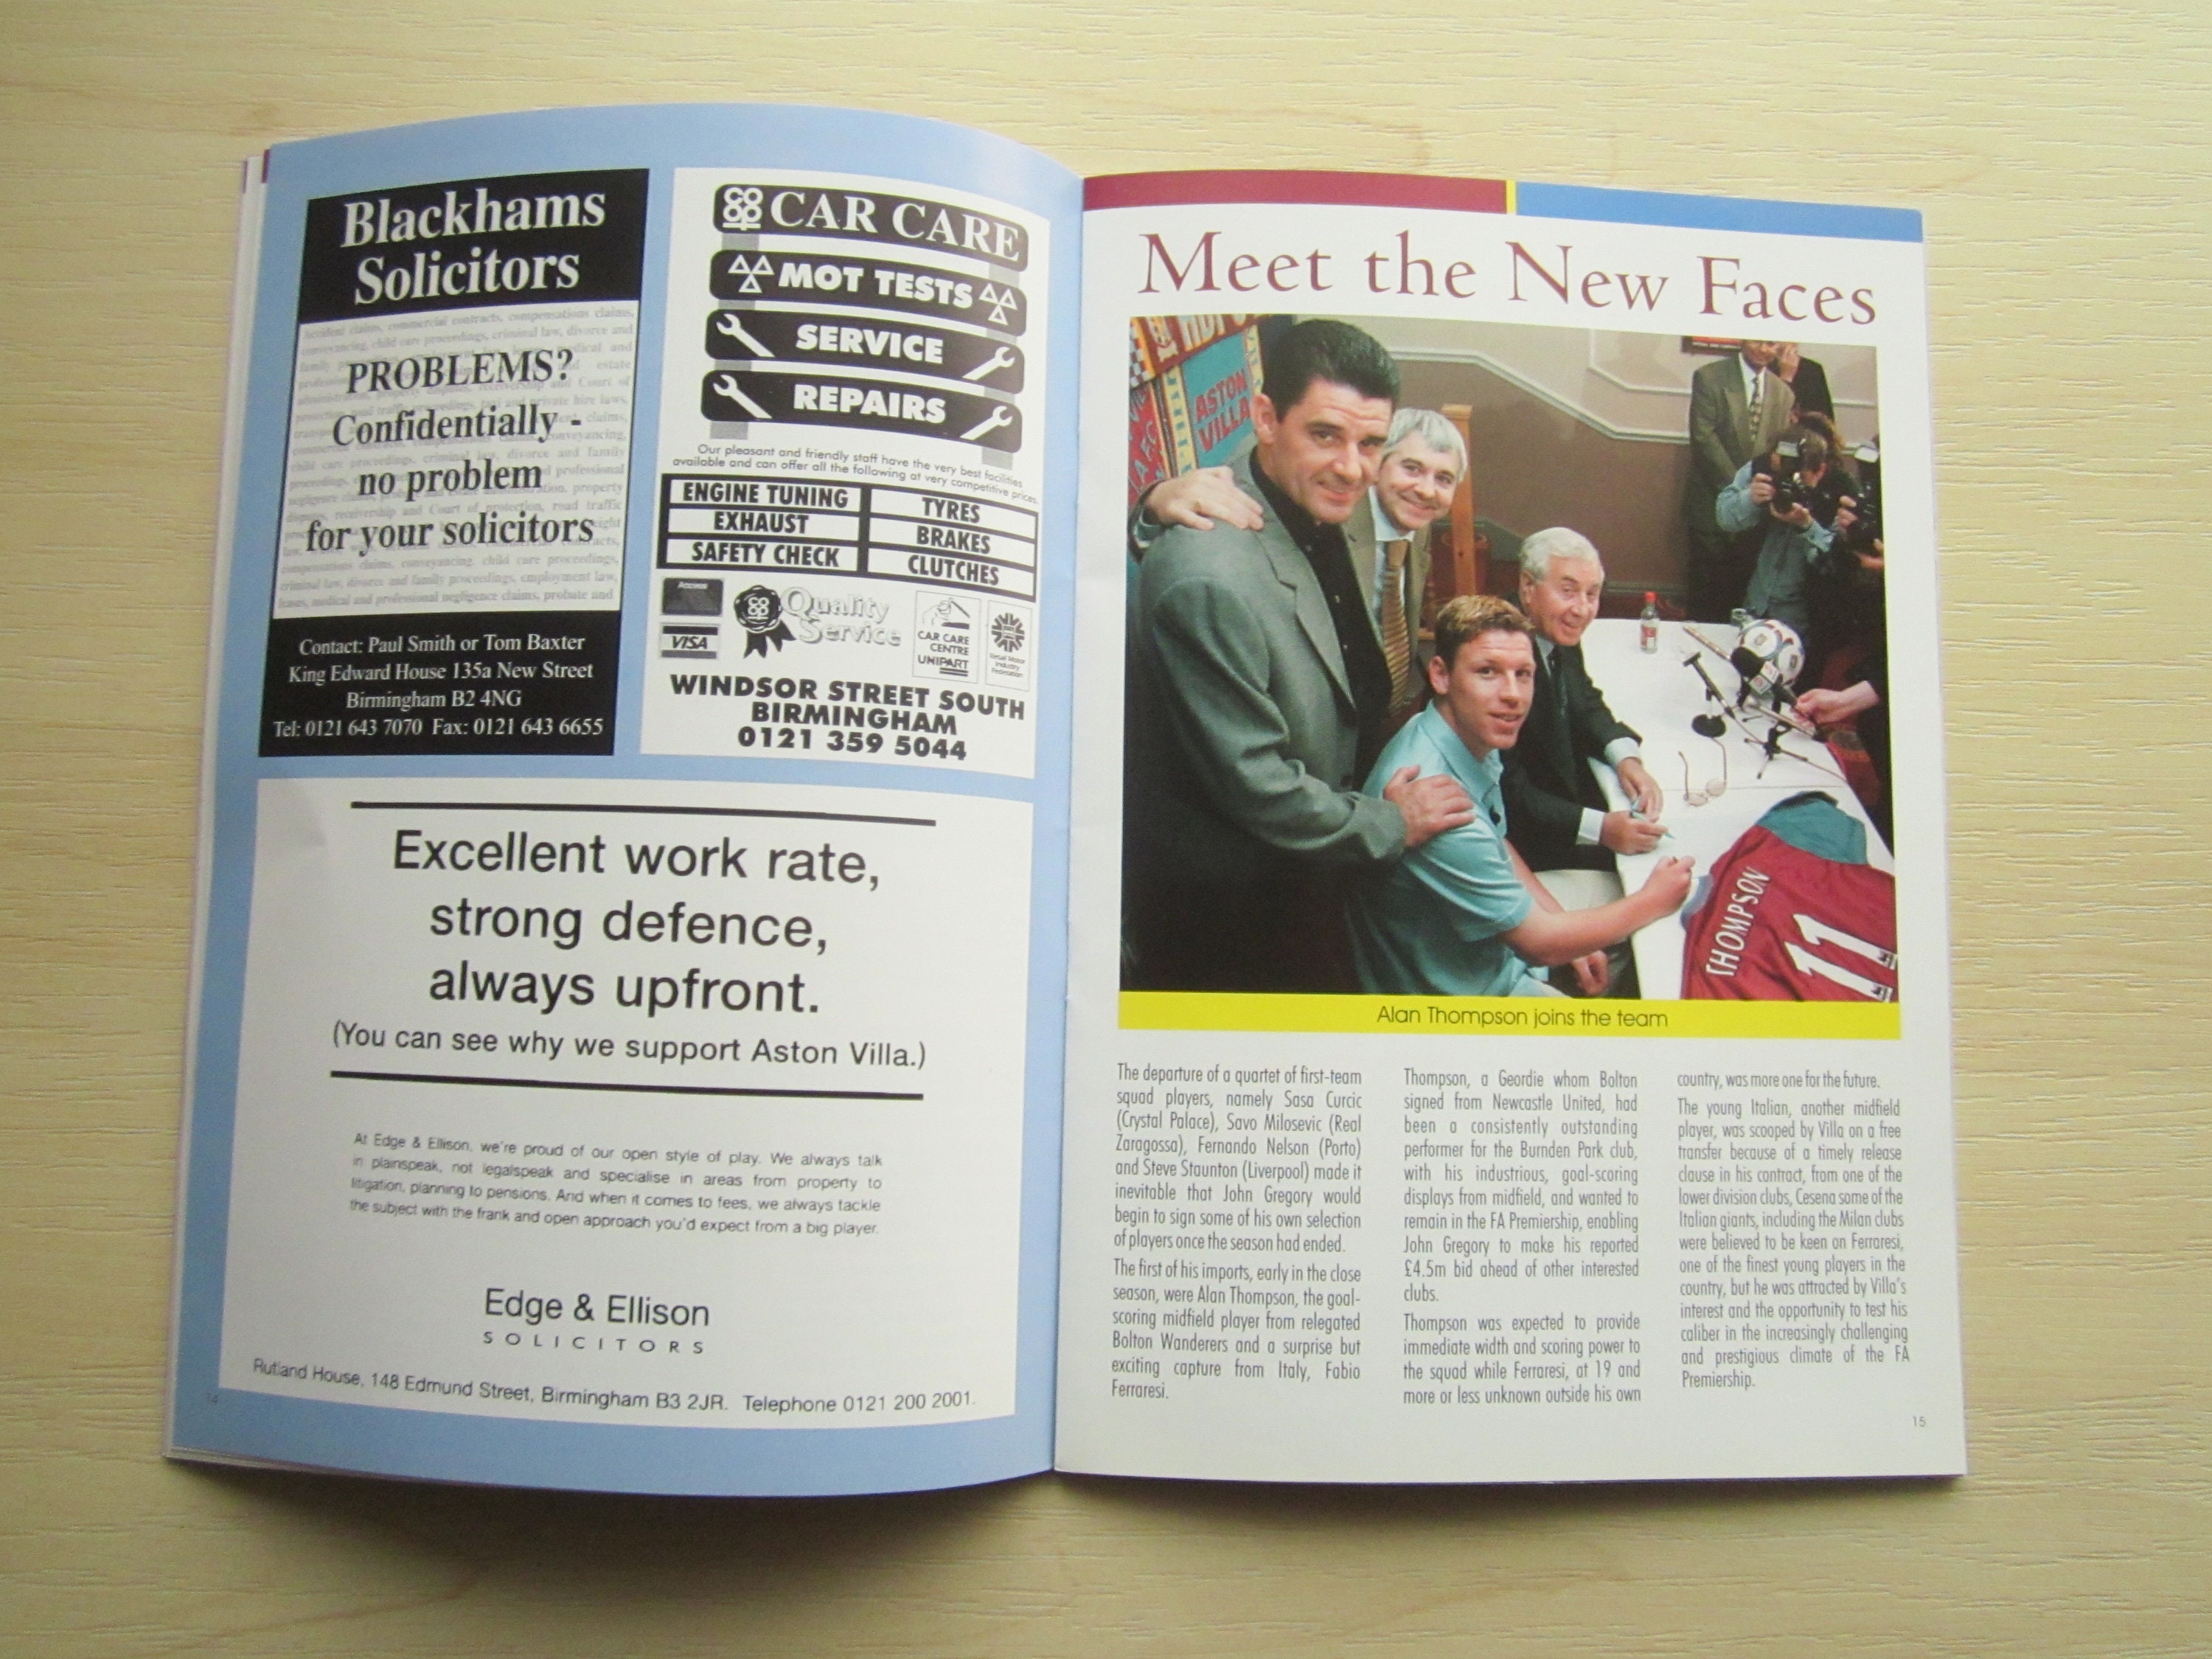 Blackhams
Solicitors
PROBLEMS?
Confidentially -
no problem
for your solicitors
Contact: Paul Smith or Tom Baxter
King Edward House 135a New Street
Birmingham B2 4NG
Tel: 0121 643 7070 Fax: 0121 643 6655
CO OP CAR CARE
MOT TESTS
SERVICE
REPAIRS
Our pleasant and friendly staff have the very best facilities
available and can offer all the following at very competitive prices.
ENGINE TUNING TYRES
EXHAUST BRAKES
SAFETY CHECK CLUTCHES
Access
VISA
CO OP
Quality
Service
CAR CARE
CENTRE
UNIPART
Retail Motor
Industry
Federation
WINDSOR STREET SOUTH
BIRMINGHAM
0121 359 5044
Excellent work rate,
strong defence,
always upfront.
(You can see why we support Aston Villa.)
At Edge & Ellison, we're proud of our open style of play. We always talk
in plainspeak, not legalspeak and specialise in areas from property to
litigation, planning to pensions. And when it comes to fees, we always tackle
the subject with the frank and open approach you'd expect from a big player.
Edge & Ellison
SOLICITORS
Rutland House, 148 Edmund Street, Birmingham B3 2JR. Telephone 0121 200 2001.
14
Meet the New Faces
ASTON
VILLA
THOMPSON
11
Alan Thompson joins the team
The departure of a quartet of first-team
squad players, namely Sasa Curcic
(Crystal Palace), Savo Milosevic (Real
Zaragossa), Fernando Nelson (Porto)
and Steve Staunton (Liverpool) made it
inevitable that John Gregory would
begin to sign some of his own selection
of players once the season had ended.
The first of his imports, early in the close
season, were Alan Thompson, the goal-
scoring midfield player from relegated
Bolton Wanderers and a surprise but
exciting capture from Italy, Fabio
Ferraresi.
Thompson, a Geordie whom Bolton
signed from Newcastle United, had
been a consistently outstanding
performer for the Burnden Park club,
with his industrious, goal-scoring
displays from midfield, and wanted to
remain in the FA Premiership, enabling
John Gregory to make his reported
£4.5m bid ahead of other interested
clubs.
Thompson was expected to provide
immediate width and scoring power to
the squad while Ferraresi, at 19 and
more or less unknown outside his own
country, was more one for the future.
The young Italian, another midfield
player, was scooped by Villa on a free
transfer because of a timely release
clause in his contract, from one of the
lower division clubs, Cesena some of the
Italian giants, including the Milan clubs
were believed to be keen on Ferraresi,
one of the finest young players in the
country, but he was attracted by Villa's
interest and the opportunity to test his
caliber in the increasingly challenging
and prestigious climate of the FA
Premiership.
15